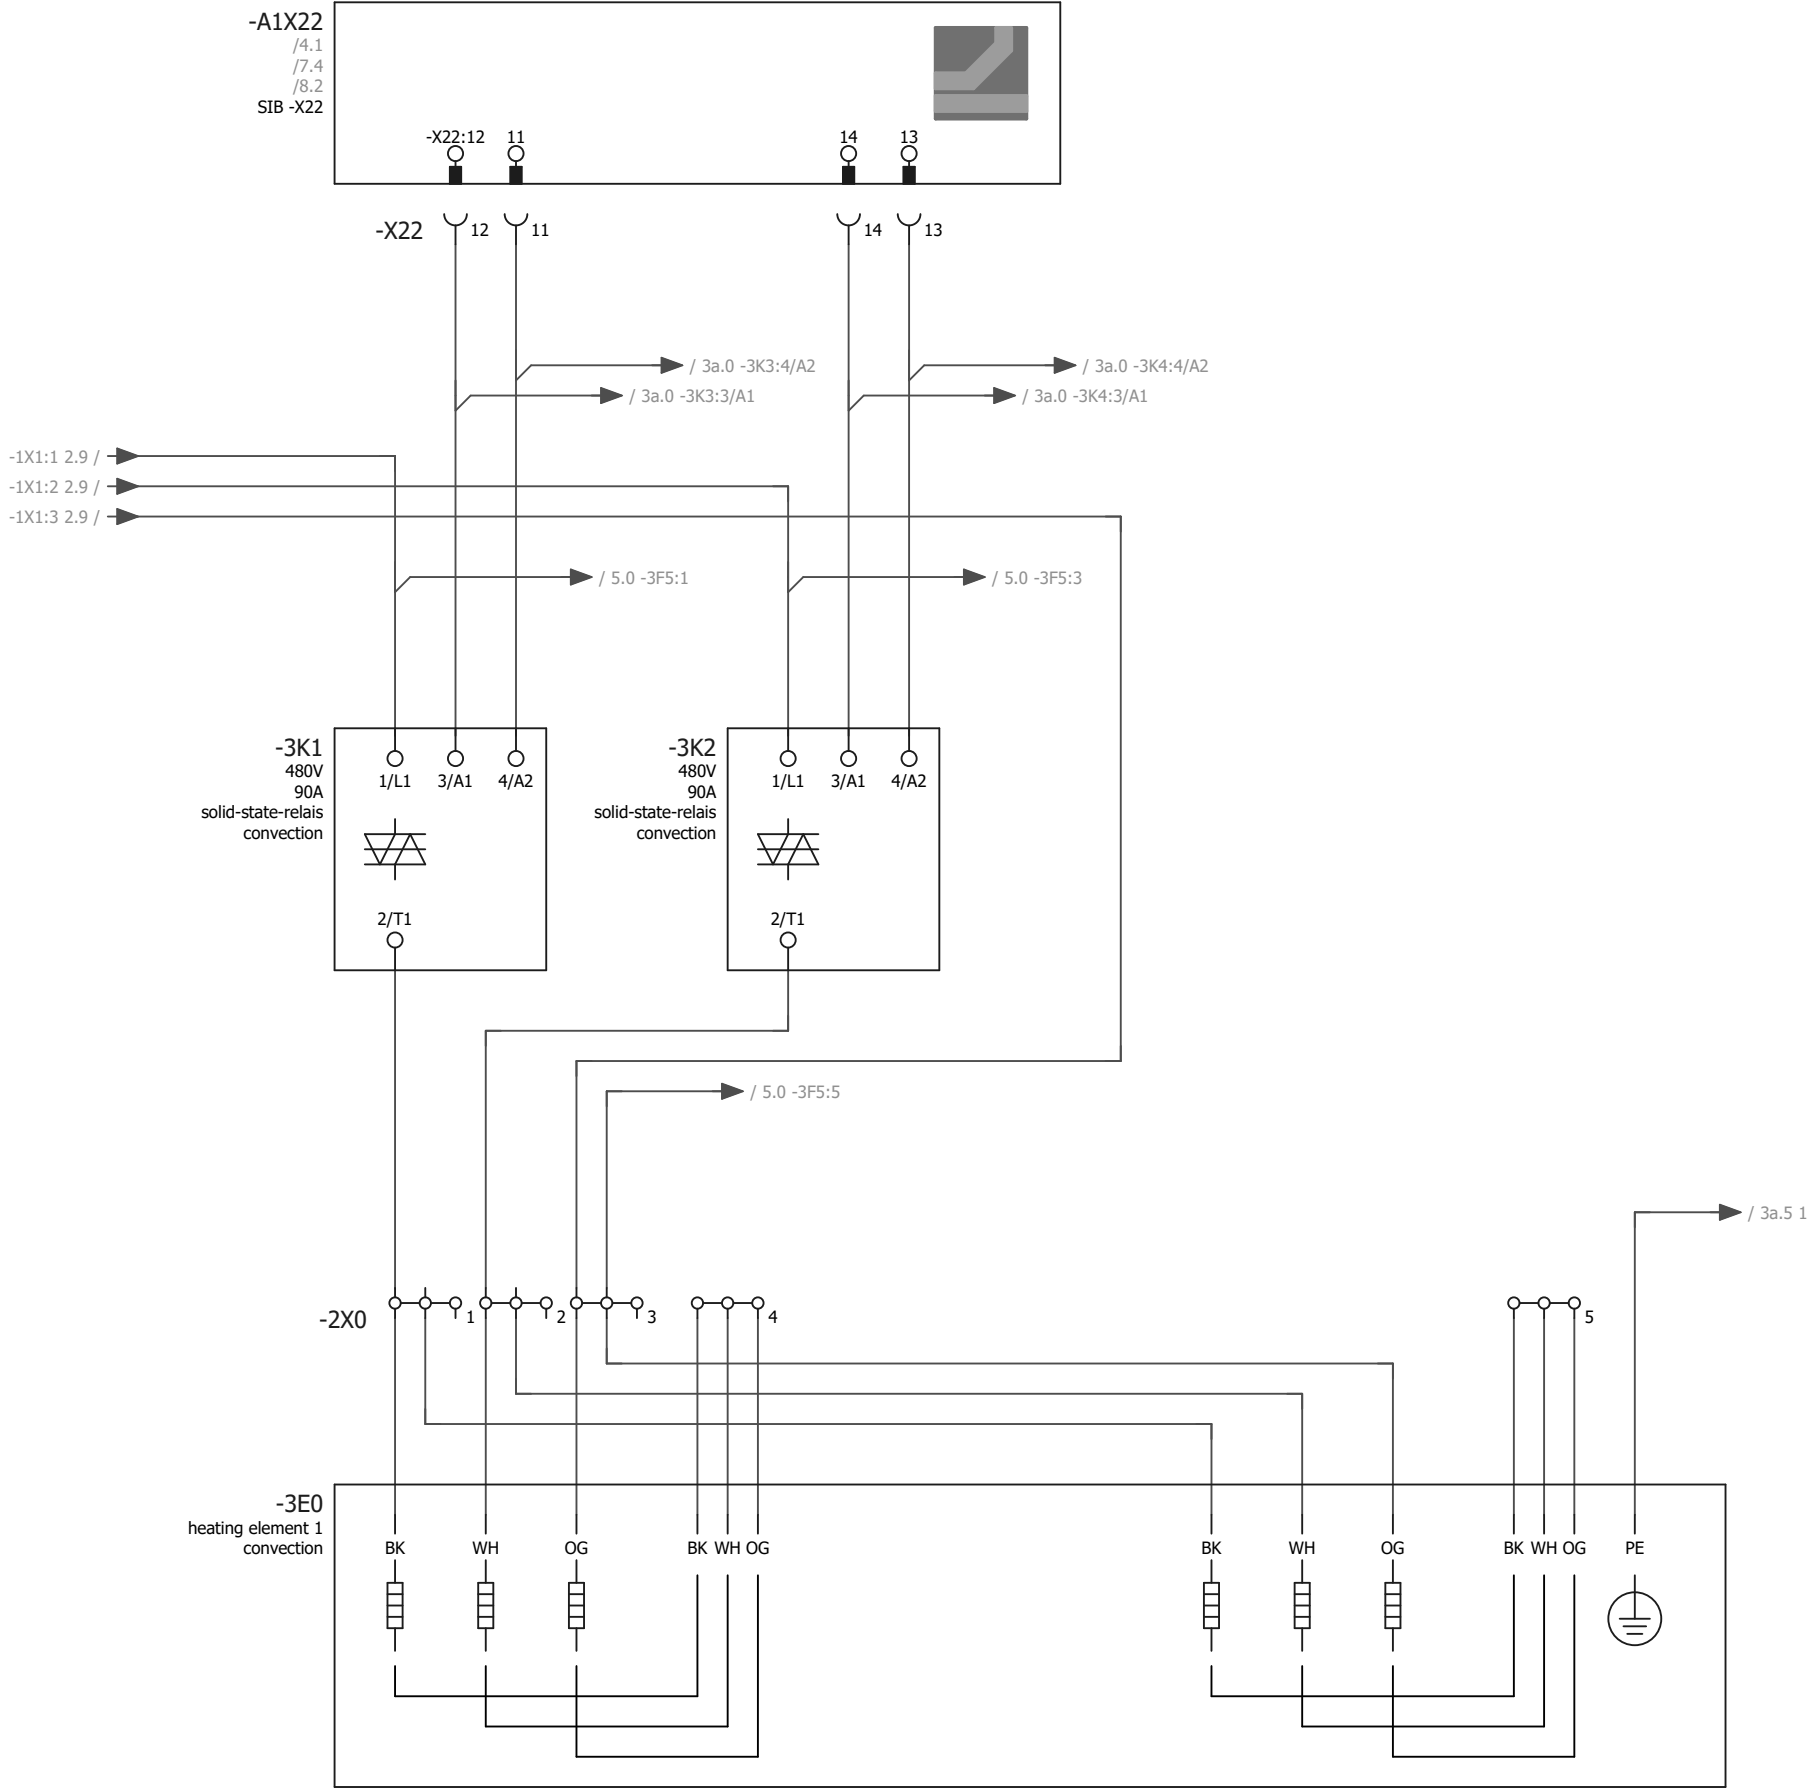 -A1X22
/4.1
/7.4
/8.2
SIB -X22
-X22:12 11 14 13
-X22 12 11 14 13
/ 3a.0 -3K3:4/A2 / 3a.0 -3K4:4/A2
/ 3a.0 -3K3:3/A1 / 3a.0 -3K4:3/A1
-1X1:1 2.9 /
-1X1:2 2.9 /
-1X1:3 2.9 /
/ 5.0 -3F5:1 / 5.0 -3F5:3
-3K1
480V
90A
solid-state-relais
convection
1/L1 3/A1 4/A2
2/T1
-3K2
480V
90A
solid-state-relais
convection
1/L1 3/A1 4/A2
2/T1
/ 5.0 -3F5:5
/ 3a.5 1
-2X0 1 2 3 4 5
-3E0
heating element 1
convection
BK WH OG BK WH OG BK WH OG BK WH OG PE